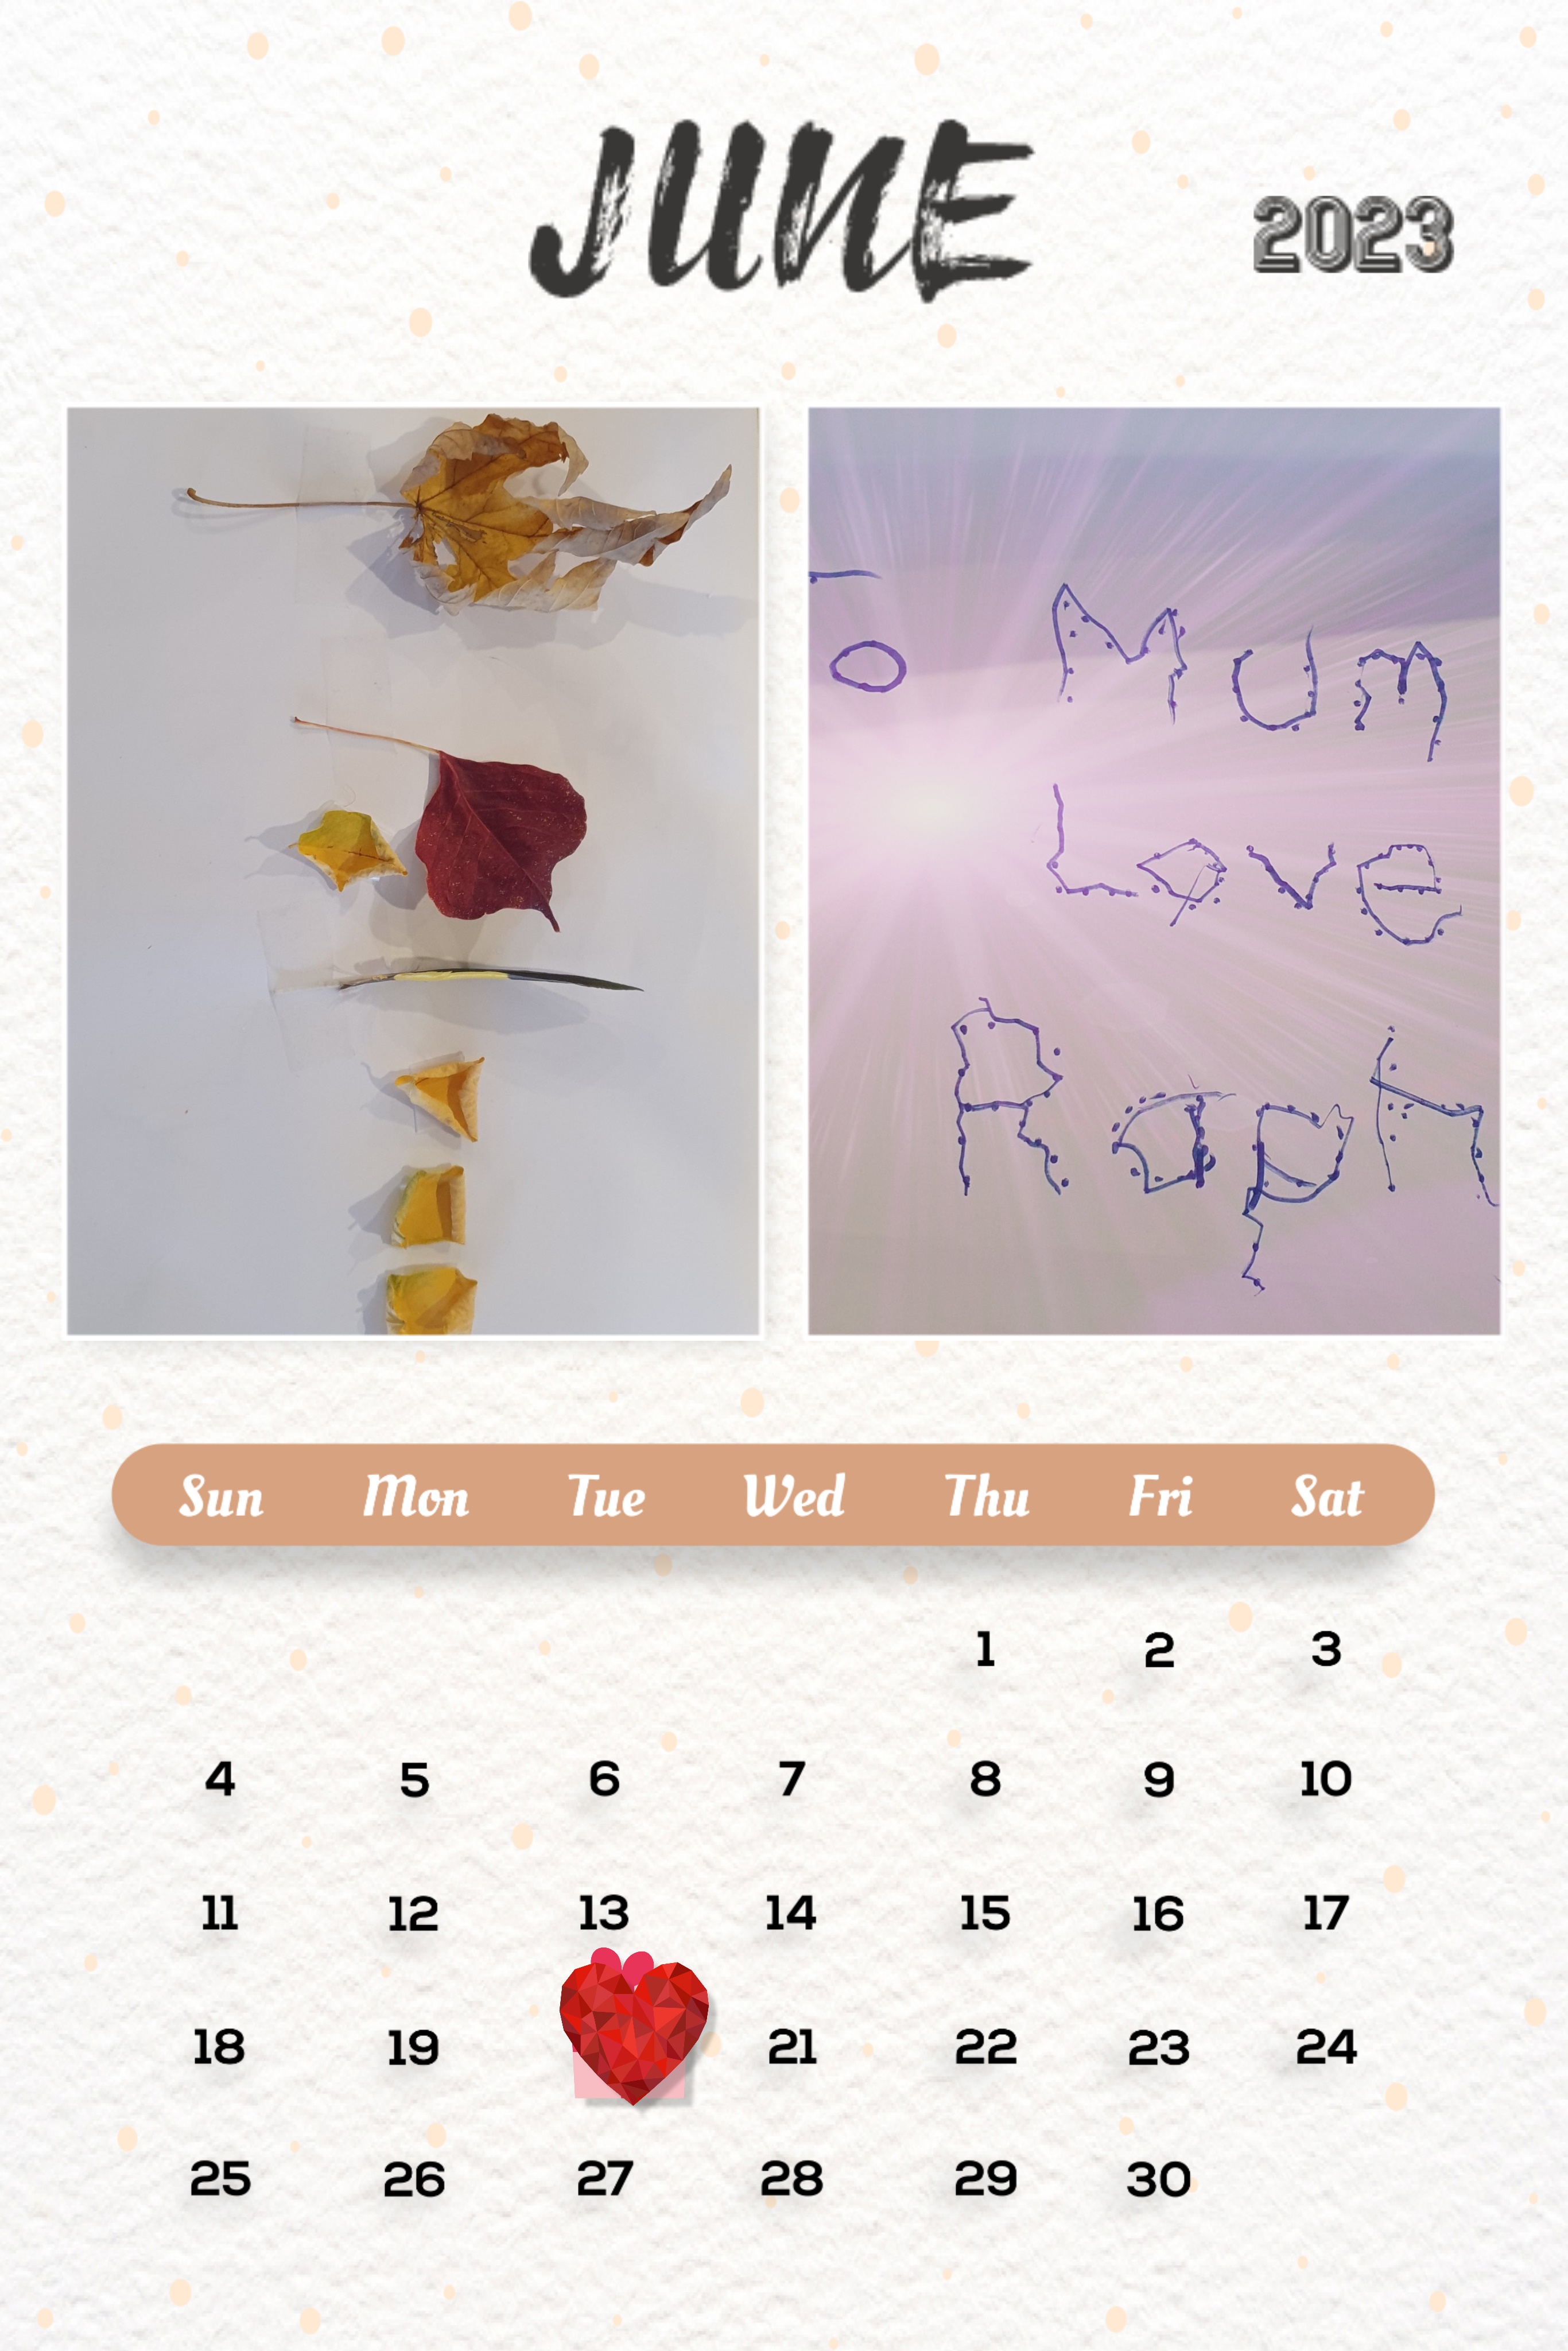 JUNE
2023
To Mum
Love
Raph
Sun Mon Tue Wed Thu Fri Sat
1 2 3
4 5 6 7 8 9 10
11 12 13 14 15 16 17
18 19 21 22 23 24
25 26 27 28 29 30